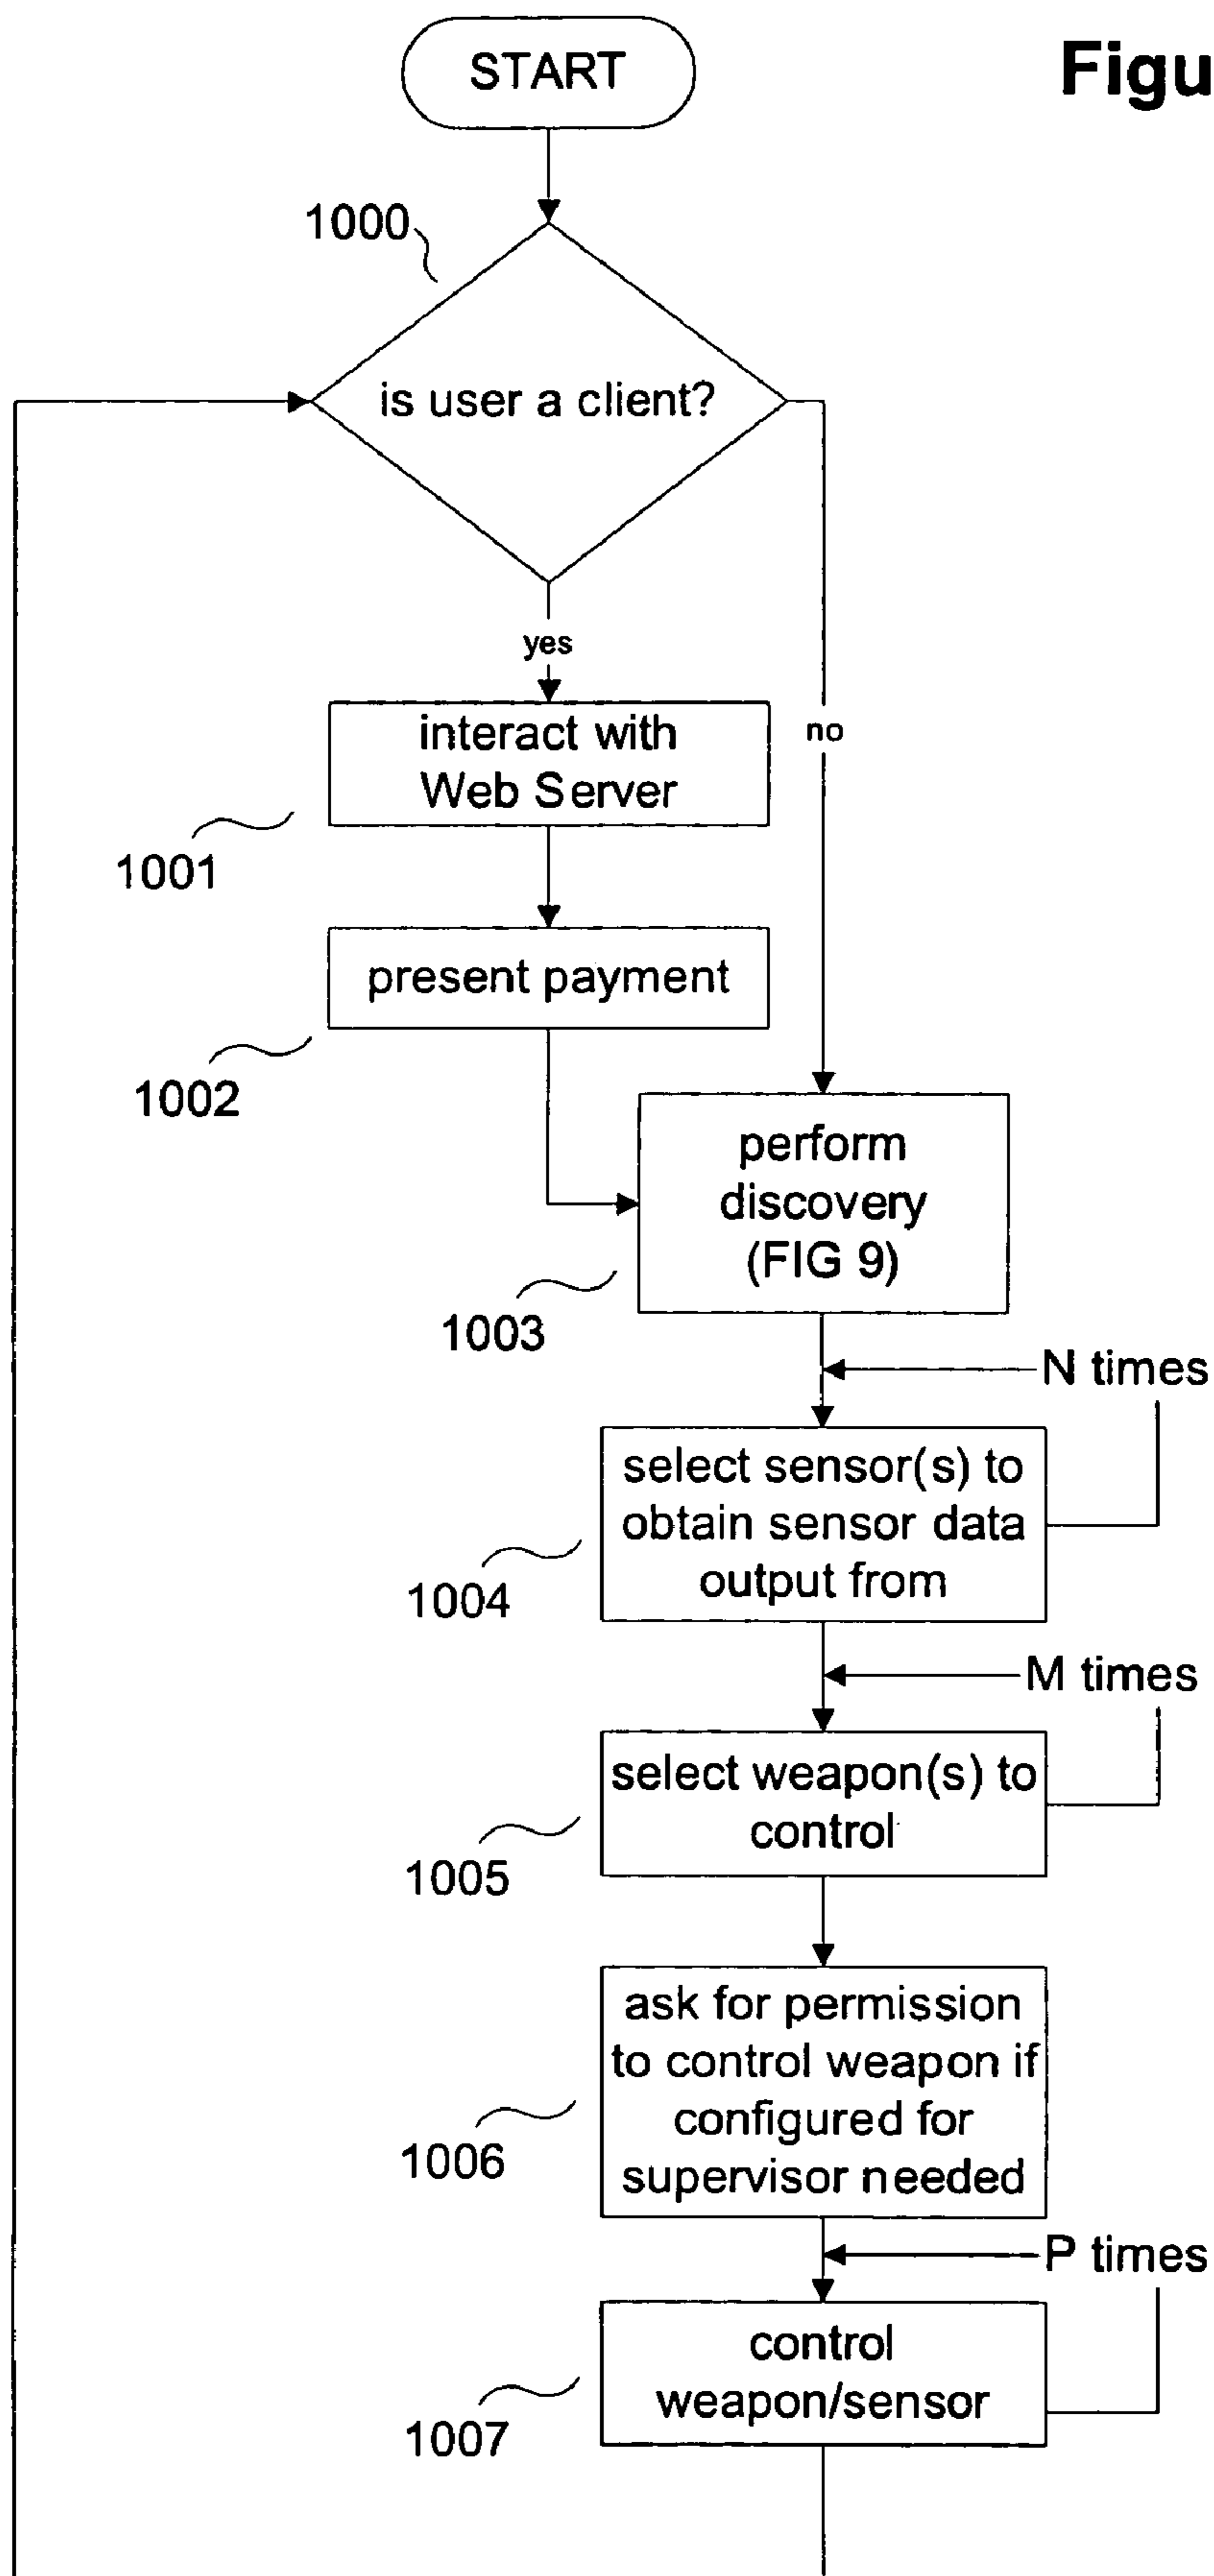 START
Figu
1000
is user a client?
yes
interact with
Web Server
no
1001
present payment
1002
perform
discovery
(FIG 9)
1003
N times
select sensor(s) to
obtain sensor data
output from
1004
M times
select weapon(s) to
control
1005
ask for permission
to control weapon if
configured for
supervisor needed
1006
P times
control
weapon/sensor
1007